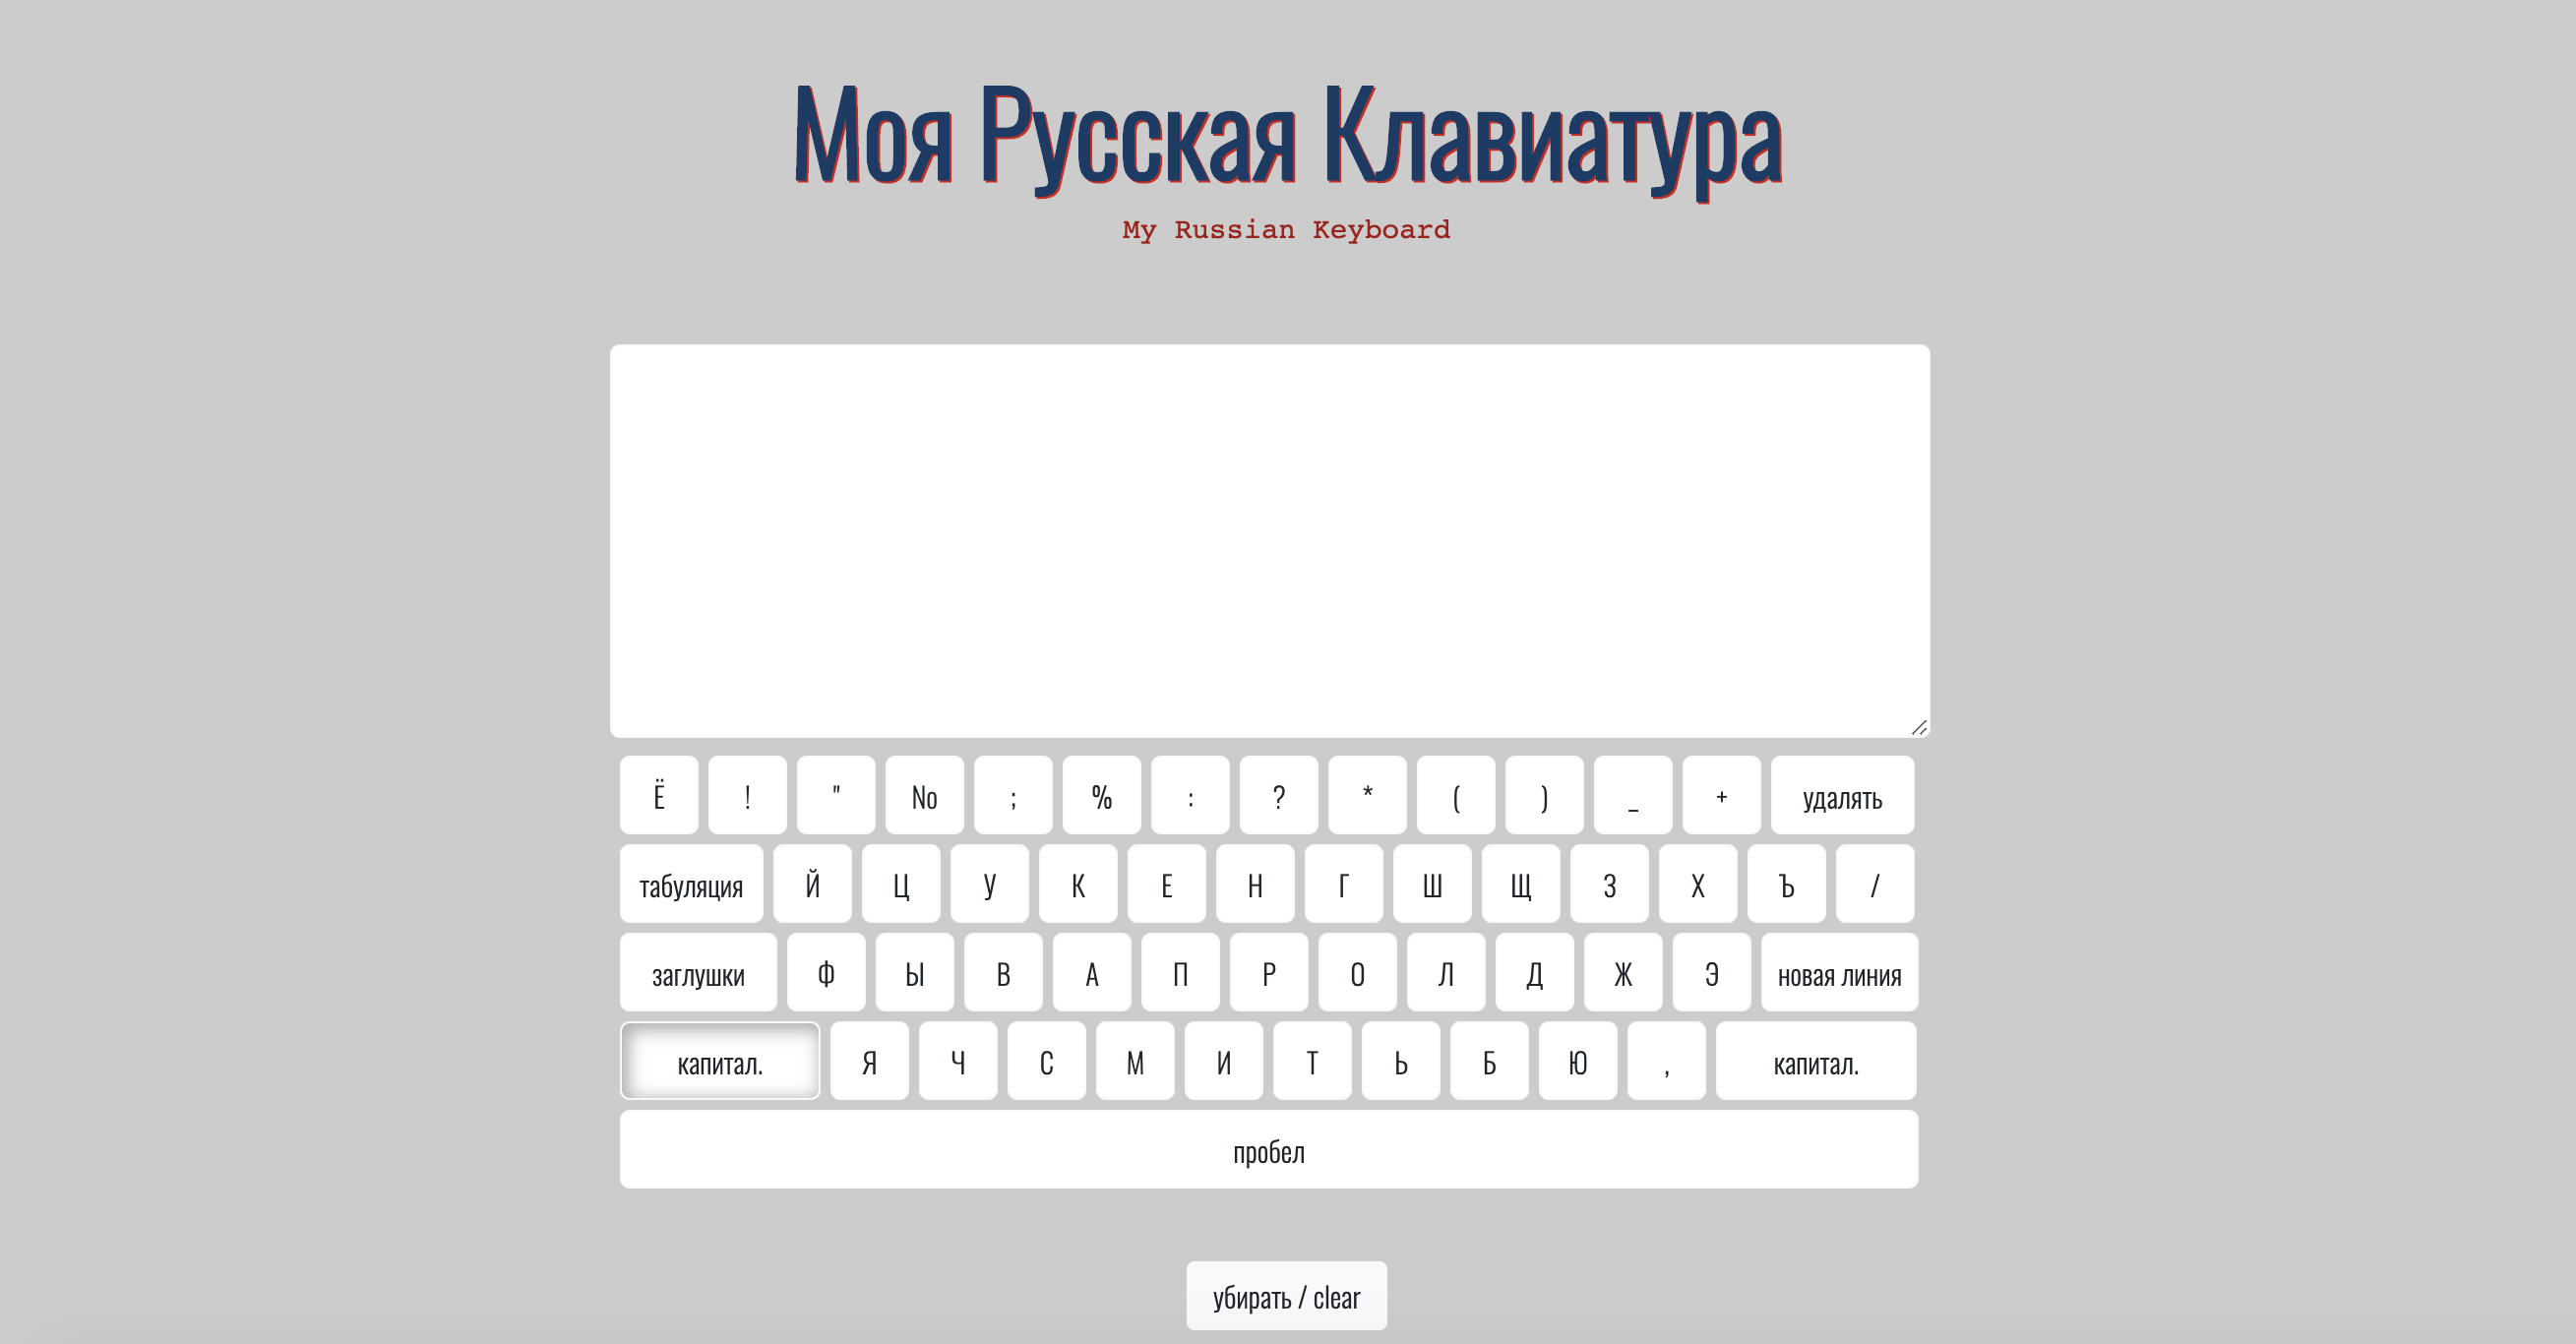 Моя Русская Клавиатура
My Russian Keyboard
Ё ! " № ; % : ? * ( ) _ + удалять
табуляция Й Ц У К Е Н Г Ш Щ З Х Ъ /
заглушки Ф Ы В А П Р О Л Д Ж Э новая линия
капитал. Я Ч С М И Т Ь Б Ю , капитал.
пробел
убирать / clear